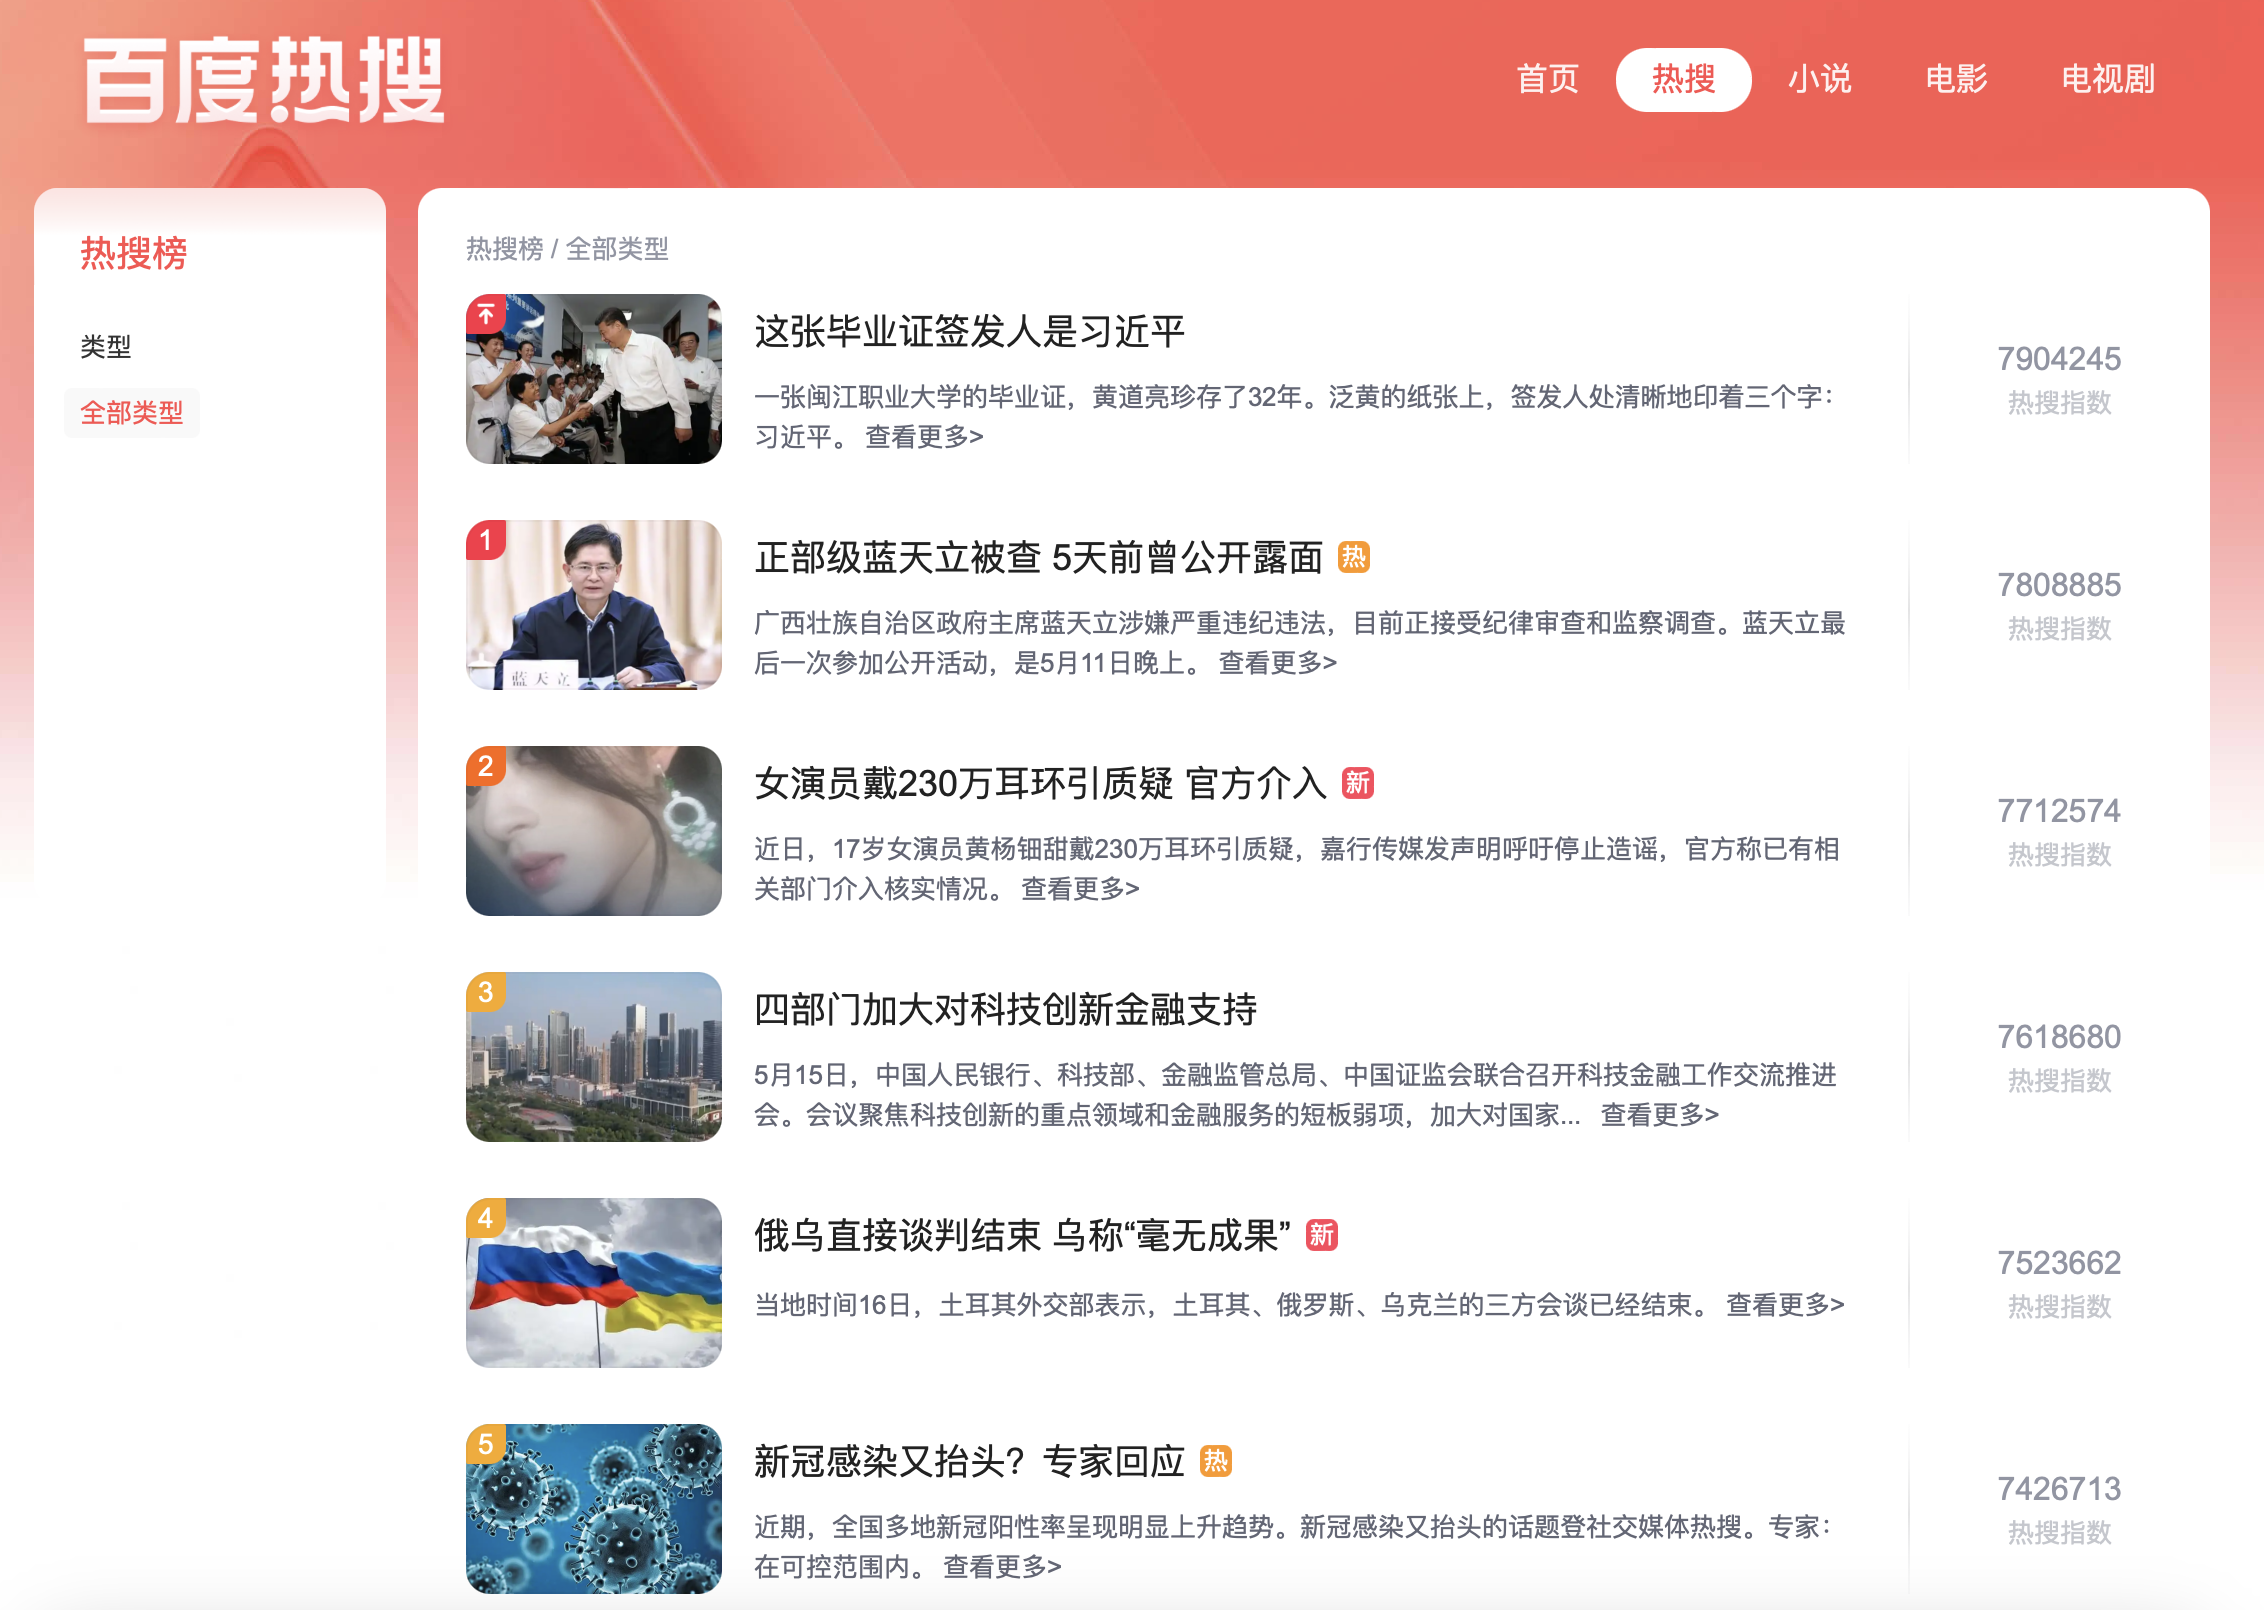 百度热搜
首页 热搜 小说 电影 电视剧
热搜榜
类型
全部类型
热搜榜 / 全部类型
这张毕业证签发人是习近平
一张闽江职业大学的毕业证，黄道亮珍存了32年。泛黄的纸张上，签发人处清晰地印着三个字：
习近平。 查看更多>
7904245
热搜指数
1
蓝天立
正部级蓝天立被查 5天前曾公开露面 热
广西壮族自治区政府主席蓝天立涉嫌严重违纪违法，目前正接受纪律审查和监察调查。蓝天立最
后一次参加公开活动，是5月11日晚上。 查看更多>
7808885
热搜指数
2
女演员戴230万耳环引质疑 官方介入 新
近日，17岁女演员黄杨钿甜戴230万耳环引质疑，嘉行传媒发声明呼吁停止造谣，官方称已有相
关部门介入核实情况。 查看更多>
7712574
热搜指数
3
四部门加大对科技创新金融支持
5月15日，中国人民银行、科技部、金融监管总局、中国证监会联合召开科技金融工作交流推进
会。会议聚焦科技创新的重点领域和金融服务的短板弱项，加大对国家... 查看更多>
7618680
热搜指数
4
俄乌直接谈判结束 乌称“毫无成果” 新
当地时间16日，土耳其外交部表示，土耳其、俄罗斯、乌克兰的三方会谈已经结束。 查看更多>
7523662
热搜指数
5
新冠感染又抬头？专家回应 热
近期，全国多地新冠阳性率呈现明显上升趋势。新冠感染又抬头的话题登社交媒体热搜。专家：
在可控范围内。 查看更多>
7426713
热搜指数